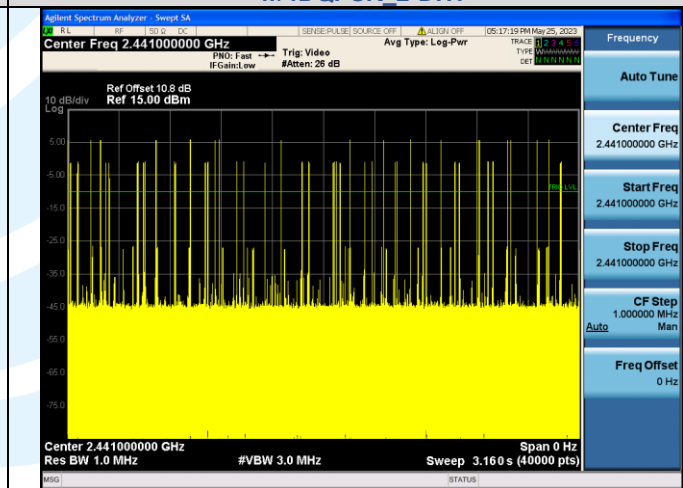 Agilent Spectrum Analyzer - Swept SA
RL RF 50 Ω DC SENSE:PULSE SOURCE OFF ALIGN OFF 05:17:19 PM May 25, 2023
Center Freq 2.441000000 GHz
Avg Type: Log-Pwr
TRACE 1 2 3 4 5 6
TYPE
DET N N N N N N
PNO: Fast
IFGain:Low
Trig: Video
#Atten: 26 dB
Ref Offset 10.8 dB
10 dB/div Ref 15.00 dBm
Log
5.00
-5.00
TRIG LVL
-15.0
-25.0
-35.0
-45.0
-55.0
-65.0
-75.0
Center 2.441000000 GHz Span 0 Hz
Res BW 1.0 MHz #VBW 3.0 MHz Sweep 3.160 s (40000 pts)
MSG STATUS
Frequency
Auto Tune
Center Freq
2.441000000 GHz
Start Freq
2.441000000 GHz
Stop Freq
2.441000000 GHz
CF Step
1.000000 MHz
Auto Man
Freq Offset
0 Hz